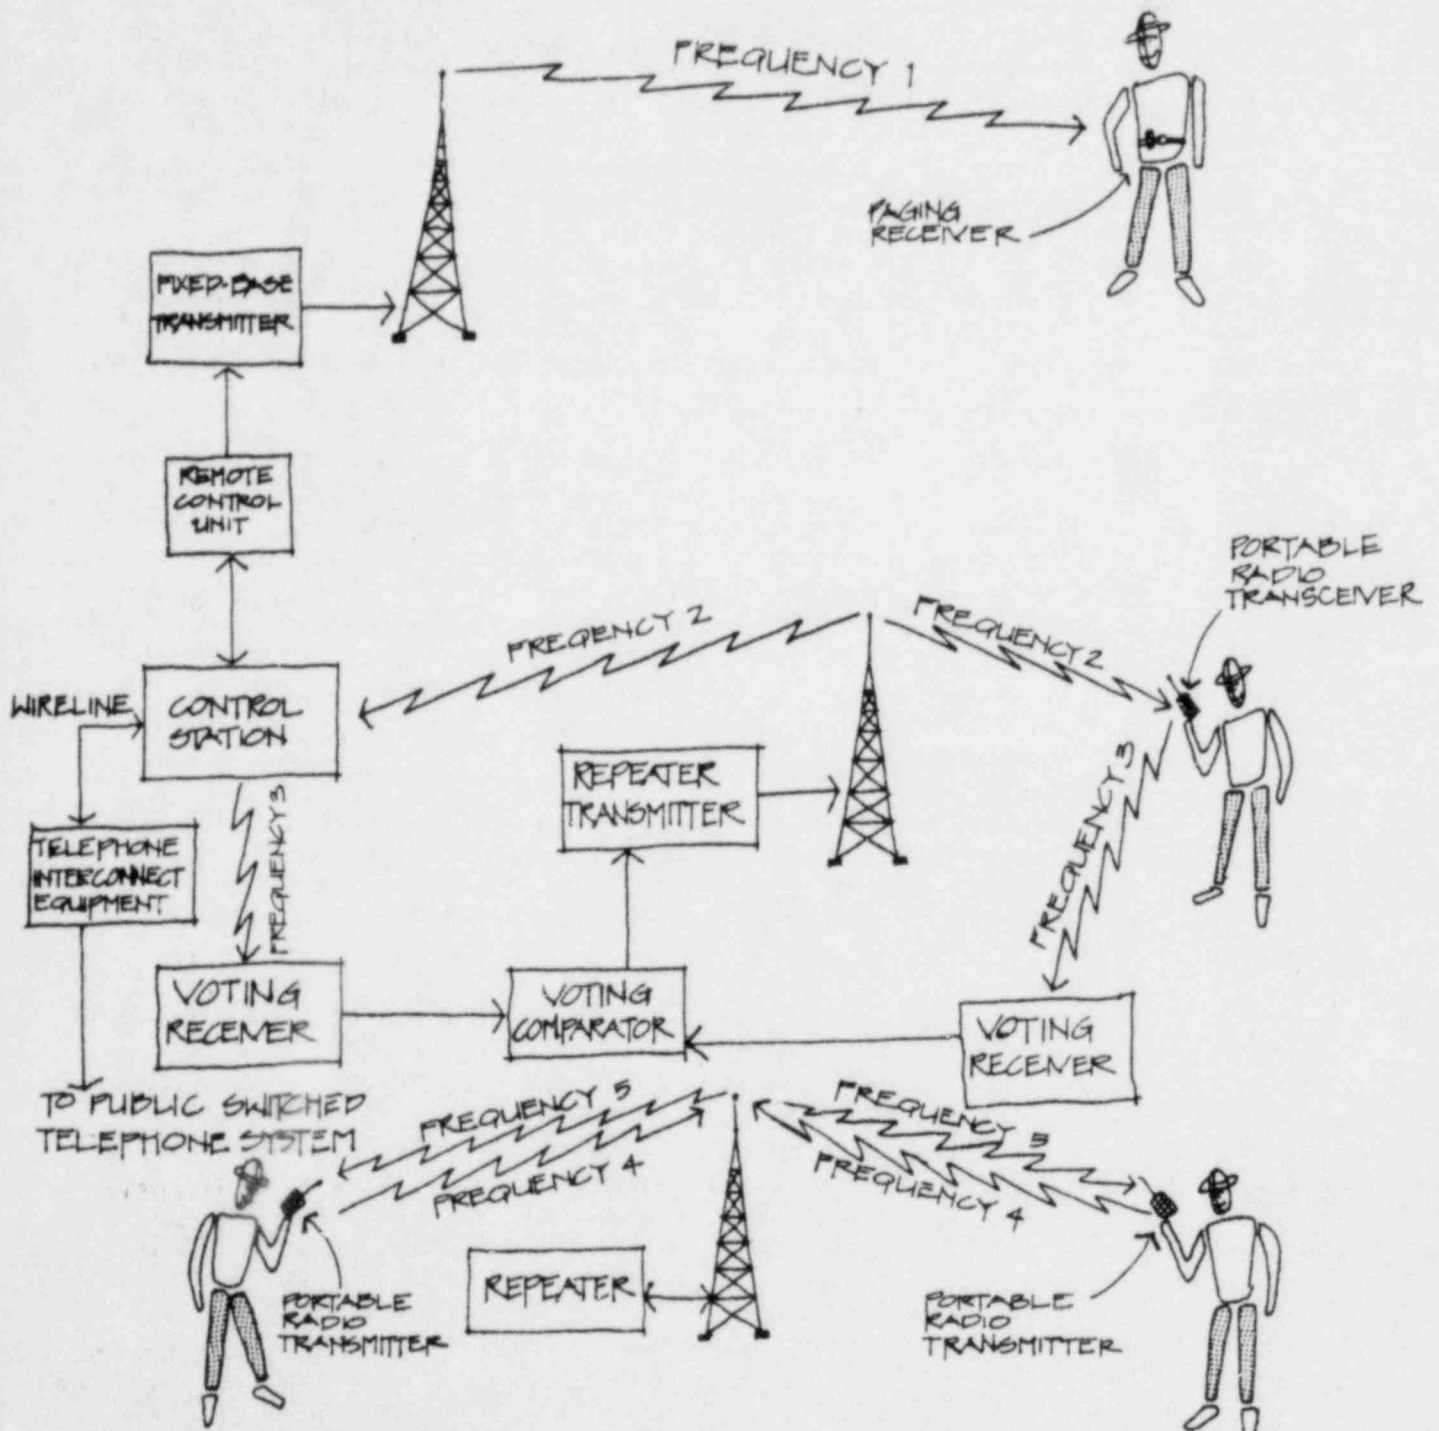 FREQUENCY 1
PAGING
RECEIVER
FIXED-BASE
TRANSMITTER
REMOTE
CONTROL
UNIT
PORTABLE
RADIO
TRANSCEIVER
FREQENCY 2
FREQUENCY 2
WIRELINE
CONTROL
STATION
FREQUENCY 3
REPEATER
TRANSMITTER
FREQUENCY 3
TELEPHONE
INTERCONNECT
EQUIPMENT
VOTING
RECEIVER
VOTING
COMPARATOR
VOTING
RECEIVER
TO PUBLIC SWITCHED
TELEPHONE SYSTEM
FREQUENCY 5
FREQUENCY 4
FREQUENCY 5
FREQUENCY 4
REPEATER
PORTABLE
RADIO
TRANSMITTER
PORTABLE
RADIO
TRANSMITTER